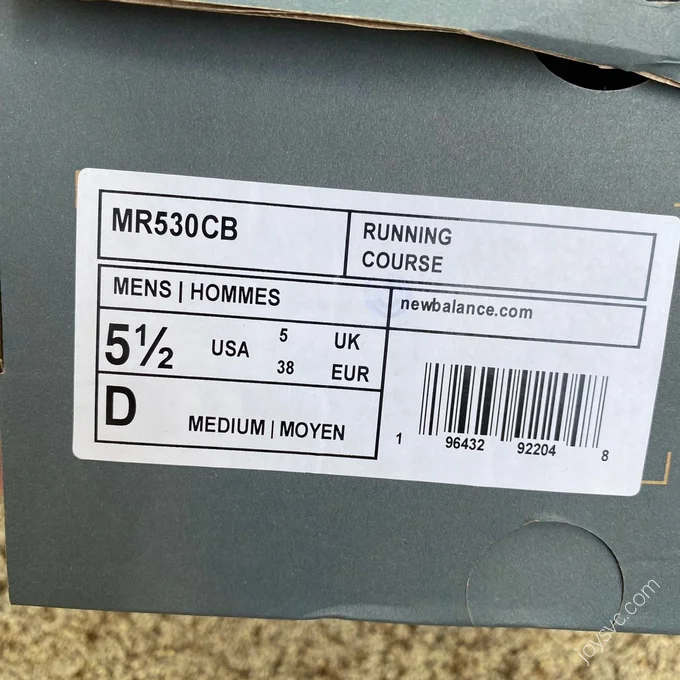 MR530CB
RUNNING
COURSE
MENS | HOMMES
newbalance.com
5½ USA 5 UK
38 EUR
D MEDIUM | MOYEN
1 96432 92204 8
joysvc.com